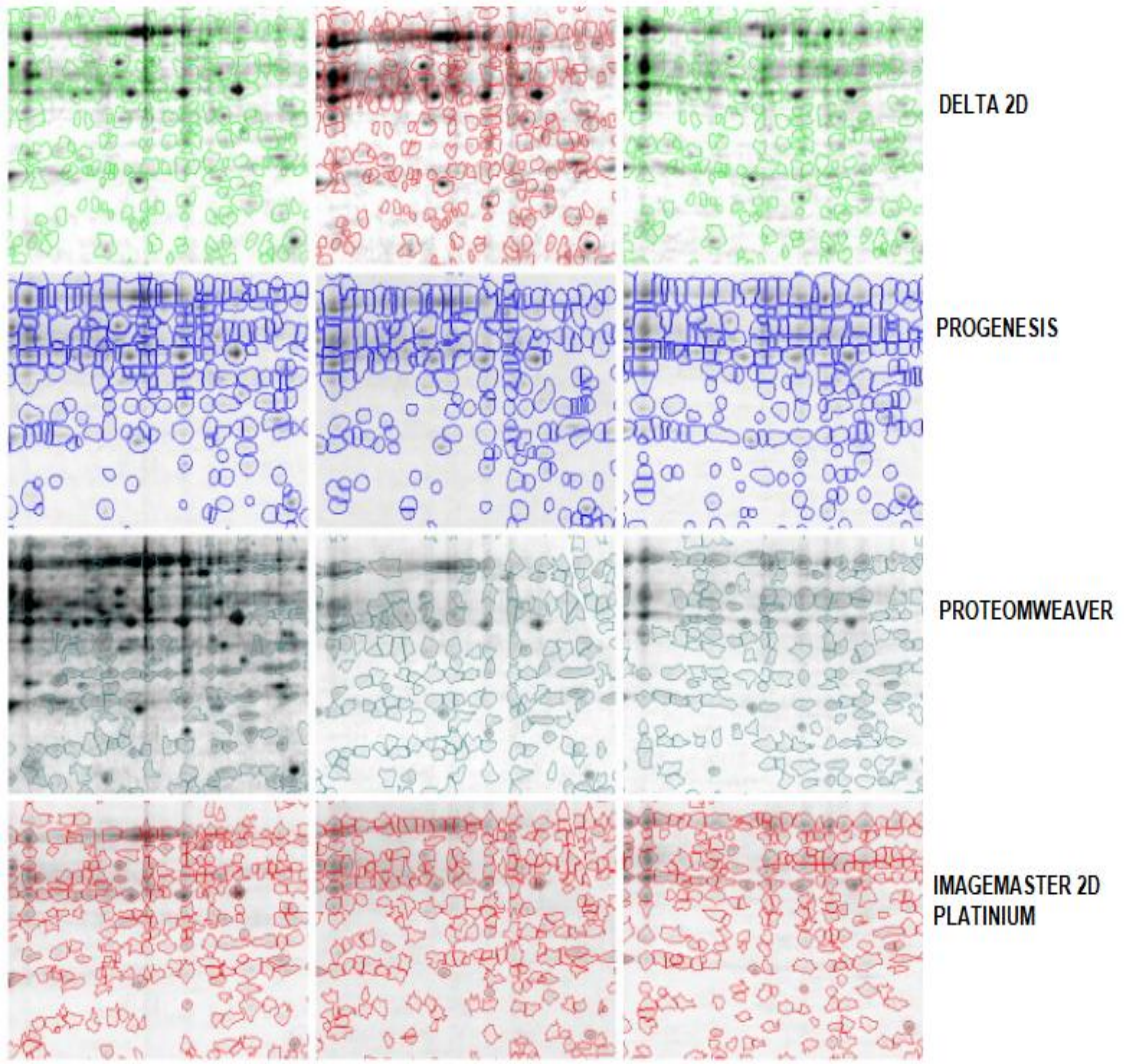 DELTA 2D
PROGENESIS
PROTEOMWEAVER
IMAGEMASTER 2D
PLATINIUM